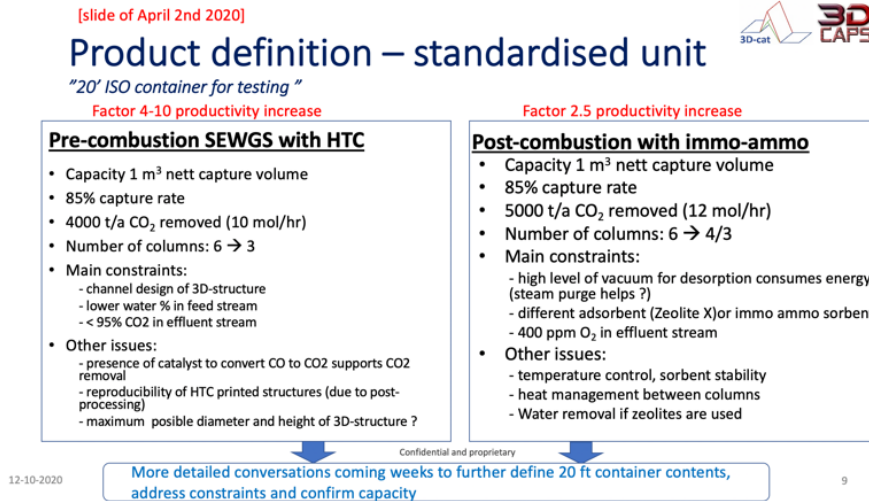 [slide of April 2nd 2020]
3D-cat
3D
CAPS
Product definition – standardised unit
"20' ISO container for testing "
Factor 4-10 productivity increase
Pre-combustion SEWGS with HTC
• Capacity 1 m³ nett capture volume
• 85% capture rate
• 4000 t/a CO₂ removed (10 mol/hr)
• Number of columns: 6 → 3
• Main constraints:
- channel design of 3D-structure
- lower water % in feed stream
- < 95% CO2 in effluent stream
• Other issues:
- presence of catalyst to convert CO to CO2 supports CO2
removal
- reproducibility of HTC printed structures (due to post-
processing)
- maximum posible diameter and height of 3D-structure ?
Factor 2.5 productivity increase
Post-combustion with immo-ammo
• Capacity 1 m³ nett capture volume
• 85% capture rate
• 5000 t/a CO₂ removed (12 mol/hr)
• Number of columns: 6 → 4/3
• Main constraints:
- high level of vacuum for desorption consumes energy
(steam purge helps ?)
- different adsorbent (Zeolite X)or immo ammo sorben
- 400 ppm O₂ in effluent stream
• Other issues:
- temperature control, sorbent stability
- heat management between columns
- Water removal if zeolites are used
Confidential and proprietary
12-10-2020
More detailed conversations coming weeks to further define 20 ft container contents,
address constraints and confirm capacity
9